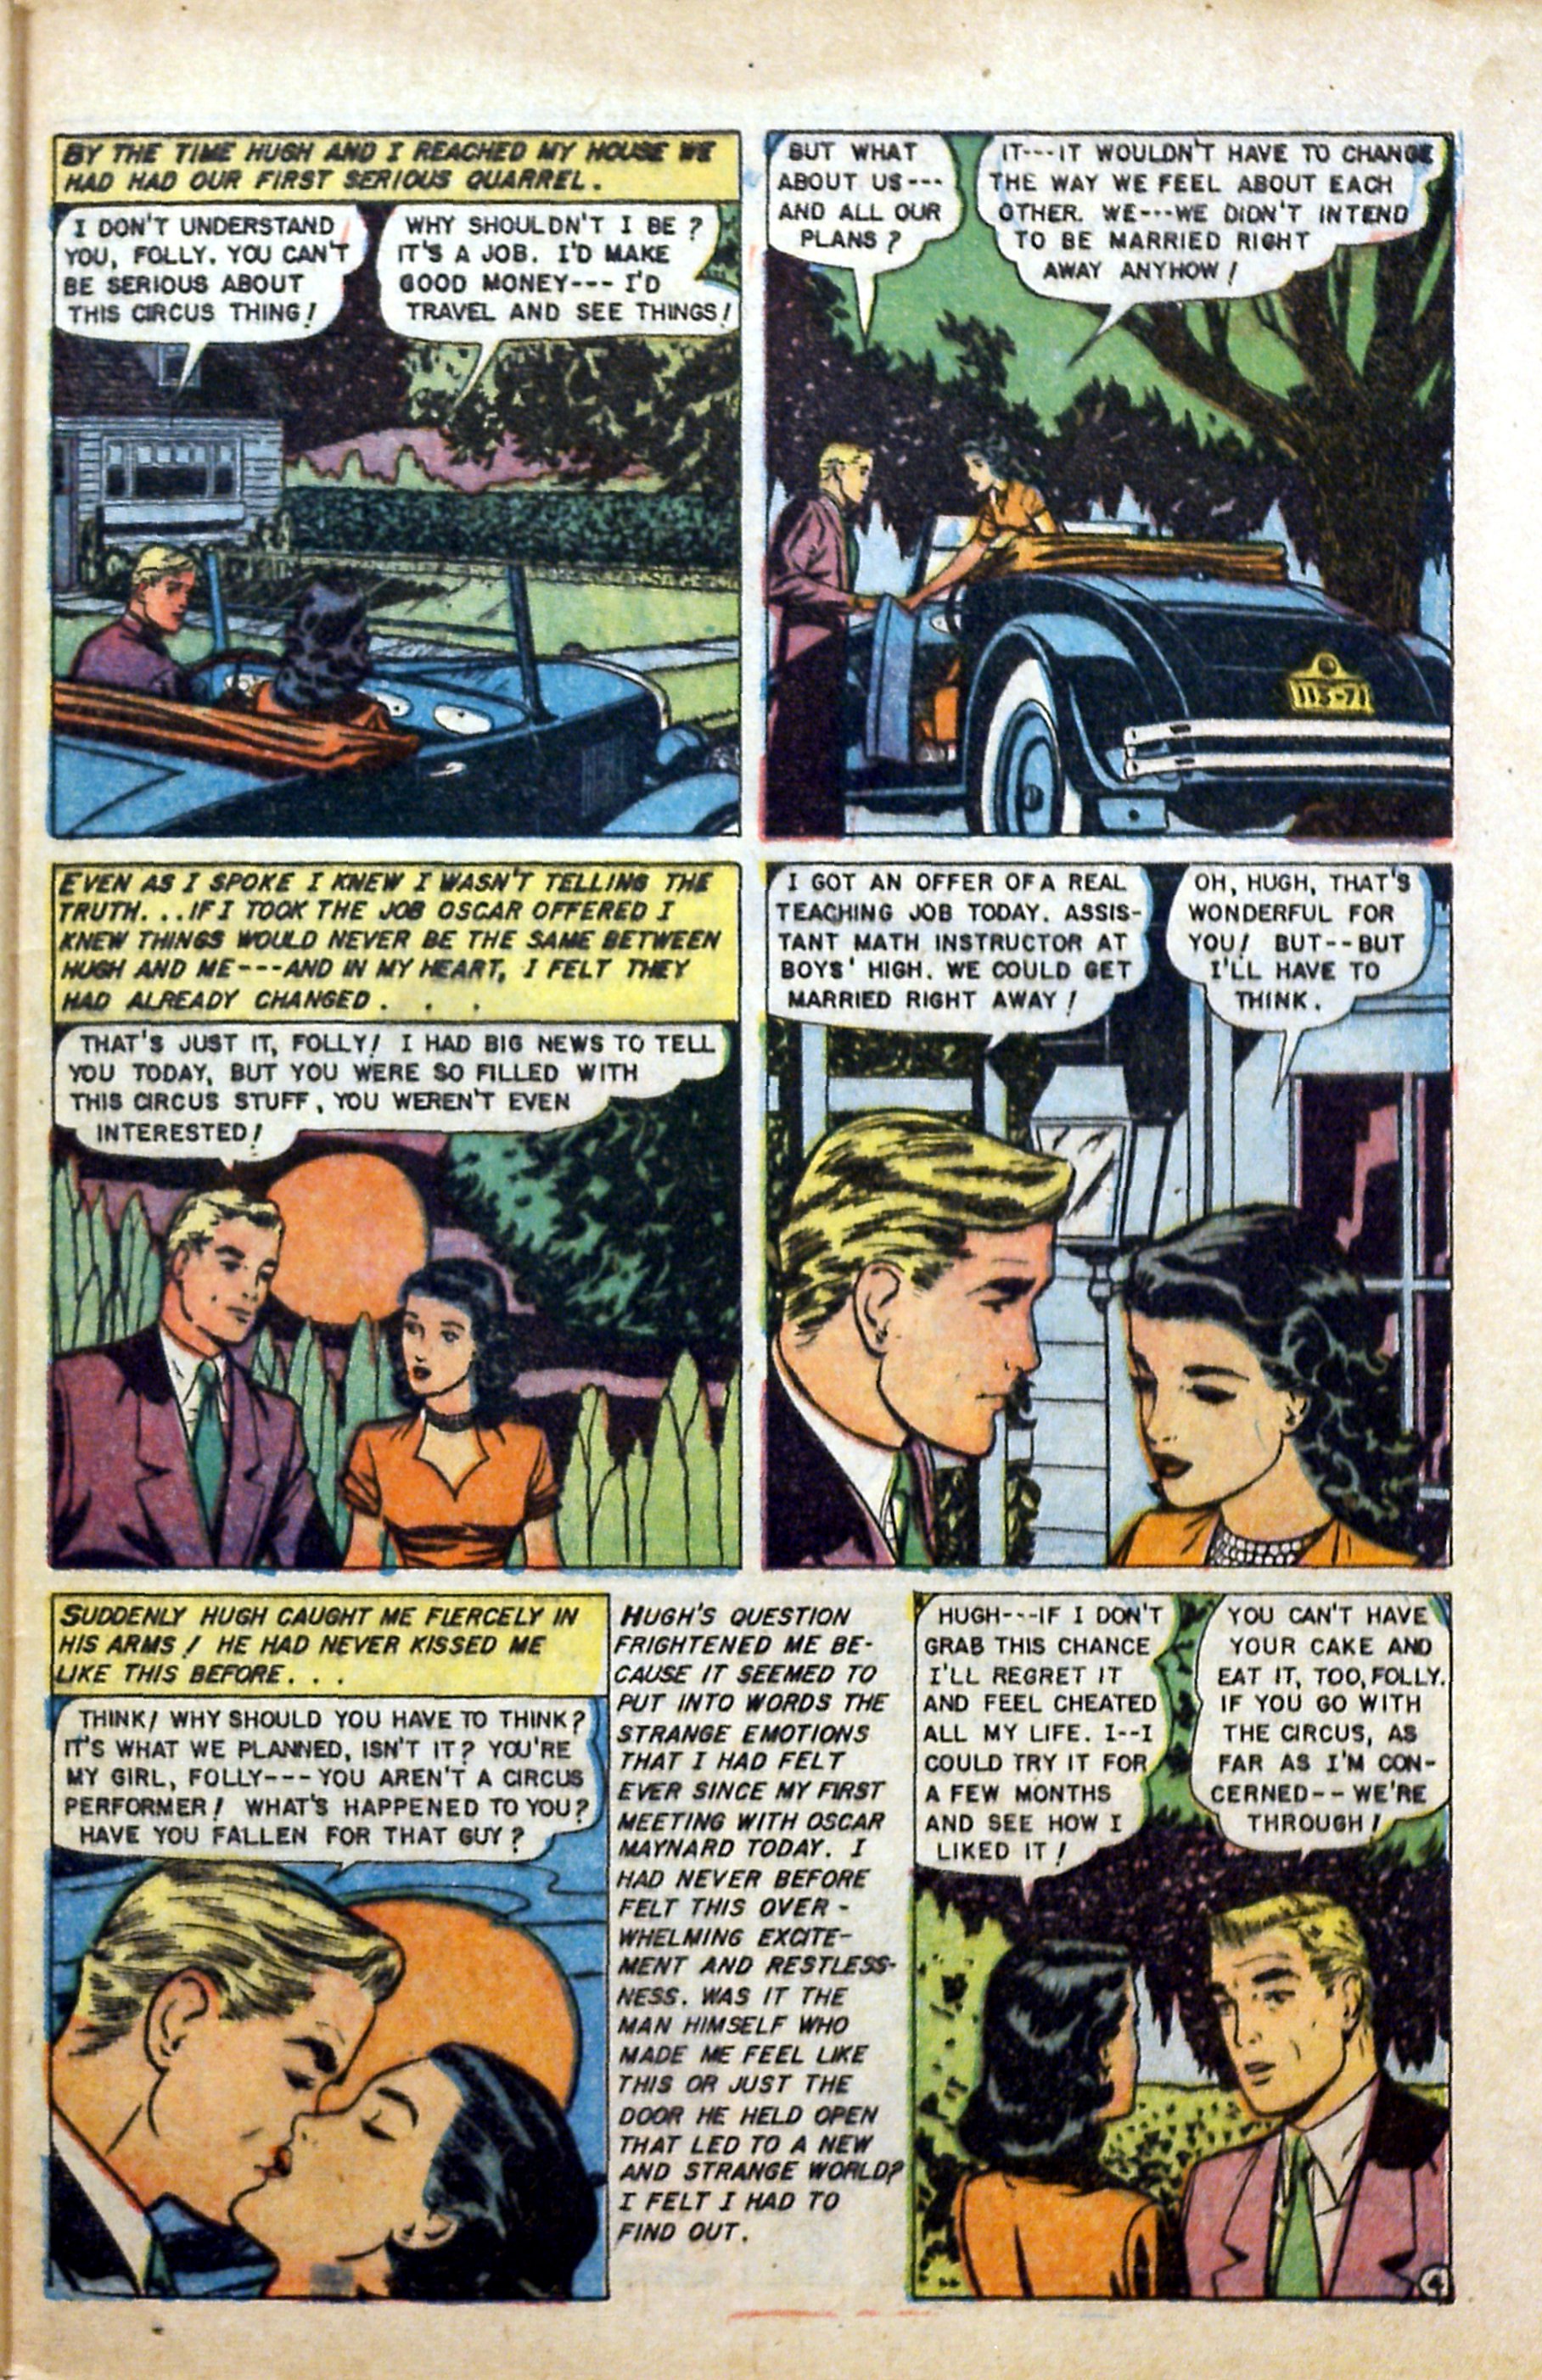 BY THE TIME HUGH AND I REACHED MY HOUSE WE
HAD HAD OUR FIRST SERIOUS QUARREL.
I DON'T UNDERSTAND
YOU, FOLLY. YOU CAN'T
BE SERIOUS ABOUT
THIS CIRCUS THING!
WHY SHOULDN'T I BE?
IT'S A JOB. I'D MAKE
GOOD MONEY--- I'D
TRAVEL AND SEE THINGS!
BUT WHAT
ABOUT US---
AND ALL OUR
PLANS?
IT---IT WOULDN'T HAVE TO CHANGE
THE WAY WE FEEL ABOUT EACH
OTHER. WE---WE DIDN'T INTEND
TO BE MARRIED RIGHT
AWAY ANYHOW!
113-71
EVEN AS I SPOKE I KNEW I WASN'T TELLING THE
TRUTH...IF I TOOK THE JOB OSCAR OFFERED I
KNEW THINGS WOULD NEVER BE THE SAME BETWEEN
HUGH AND ME---AND IN MY HEART, I FELT THEY
HAD ALREADY CHANGED . . .
THAT'S JUST IT, FOLLY! I HAD BIG NEWS TO TELL
YOU TODAY, BUT YOU WERE SO FILLED WITH
THIS CIRCUS STUFF, YOU WEREN'T EVEN
INTERESTED!
I GOT AN OFFER OF A REAL
TEACHING JOB TODAY. ASSIS-
TANT MATH INSTRUCTOR AT
BOYS' HIGH. WE COULD GET
MARRIED RIGHT AWAY!
OH, HUGH, THAT'S
WONDERFUL FOR
YOU! BUT--BUT
I'LL HAVE TO
THINK.
SUDDENLY HUGH CAUGHT ME FIERCELY IN
HIS ARMS! HE HAD NEVER KISSED ME
LIKE THIS BEFORE...
THINK! WHY SHOULD YOU HAVE TO THINK?
IT'S WHAT WE PLANNED, ISN'T IT? YOU'RE
MY GIRL, FOLLY---YOU AREN'T A CIRCUS
PERFORMER! WHAT'S HAPPENED TO YOU?
HAVE YOU FALLEN FOR THAT GUY?
HUGH'S QUESTION
FRIGHTENED ME BE-
CAUSE IT SEEMED TO
PUT INTO WORDS THE
STRANGE EMOTIONS
THAT I HAD FELT
EVER SINCE MY FIRST
MEETING WITH OSCAR
MAYNARD TODAY. I
HAD NEVER BEFORE
FELT THIS OVER-
WHELMING EXCITE-
MENT AND RESTLESS-
NESS. WAS IT THE
MAN HIMSELF WHO
MADE ME FEEL LIKE
THIS OR JUST THE
DOOR HE HELD OPEN
THAT LED TO A NEW
AND STRANGE WORLD?
I FELT I HAD TO
FIND OUT.
HUGH---IF I DON'T
GRAB THIS CHANCE
I'LL REGRET IT
AND FEEL CHEATED
ALL MY LIFE. I--I
COULD TRY IT FOR
A FEW MONTHS
AND SEE HOW I
LIKED IT!
YOU CAN'T HAVE
YOUR CAKE AND
EAT IT, TOO, FOLLY.
IF YOU GO WITH
THE CIRCUS, AS
FAR AS I'M CON-
CERNED--WE'RE
THROUGH!
4